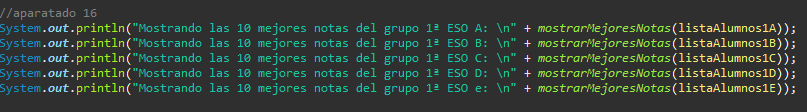 //aparatado 16
System.out.println("Mostrando las 10 mejores notas del grupo 1ª ESO A: \n" + mostrarMejoresNotas(listaAlumnos1A));
System.out.println("Mostrando las 10 mejores notas del grupo 1ª ESO B: \n" + mostrarMejoresNotas(listaAlumnos1B));
System.out.println("Mostrando las 10 mejores notas del grupo 1ª ESO C: \n" + mostrarMejoresNotas(listaAlumnos1C));
System.out.println("Mostrando las 10 mejores notas del grupo 1ª ESO D: \n" + mostrarMejoresNotas(listaAlumnos1D));
System.out.println("Mostrando las 10 mejores notas del grupo 1ª ESO e: \n" + mostrarMejoresNotas(listaAlumnos1E));